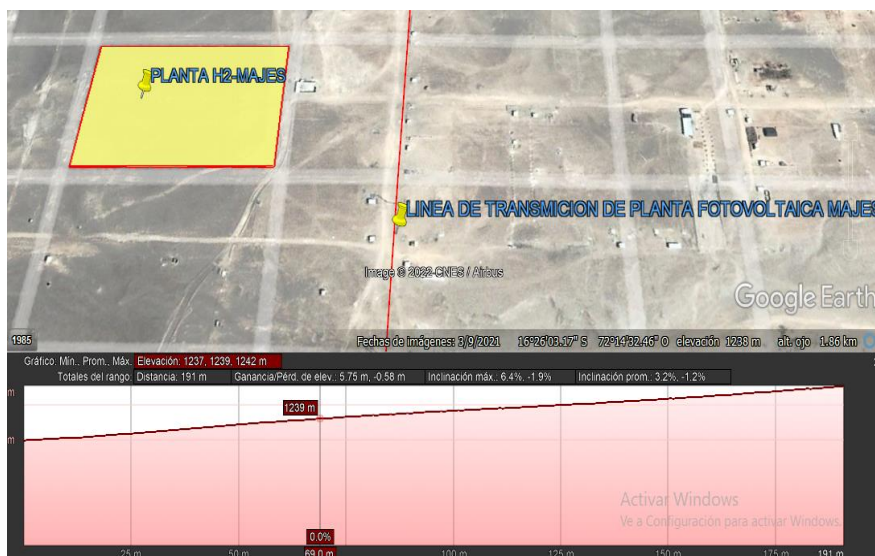 PLANTA H2-MAJES
LINEA DE TRANSMICION DE PLANTA FOTOVOLTAICA MAJES
Image © 2022 CNES / Airbus
Google Earth
1985
Fechas de imágenes: 3/9/2021 16°26'03.17" S 72°14'32.46" O elevación 1238 m alt. ojo 1.86 km
Gráfico: Mín., Prom., Máx. Elevación: 1237, 1239, 1242 m
Totales del rango: Distancia: 191 m Ganancia/Pérd. de elev.: 5.75 m, -0.58 m Inclinación máx.: 6.4%, -1.9% Inclinación prom.: 3.2%, -1.2%
m
1239 m
m
Activar Windows
Ve a Configuración para activar Windows.
0.0%
25 m 50 m 69.0 m 100 m 125 m 150 m 175 m 191 m